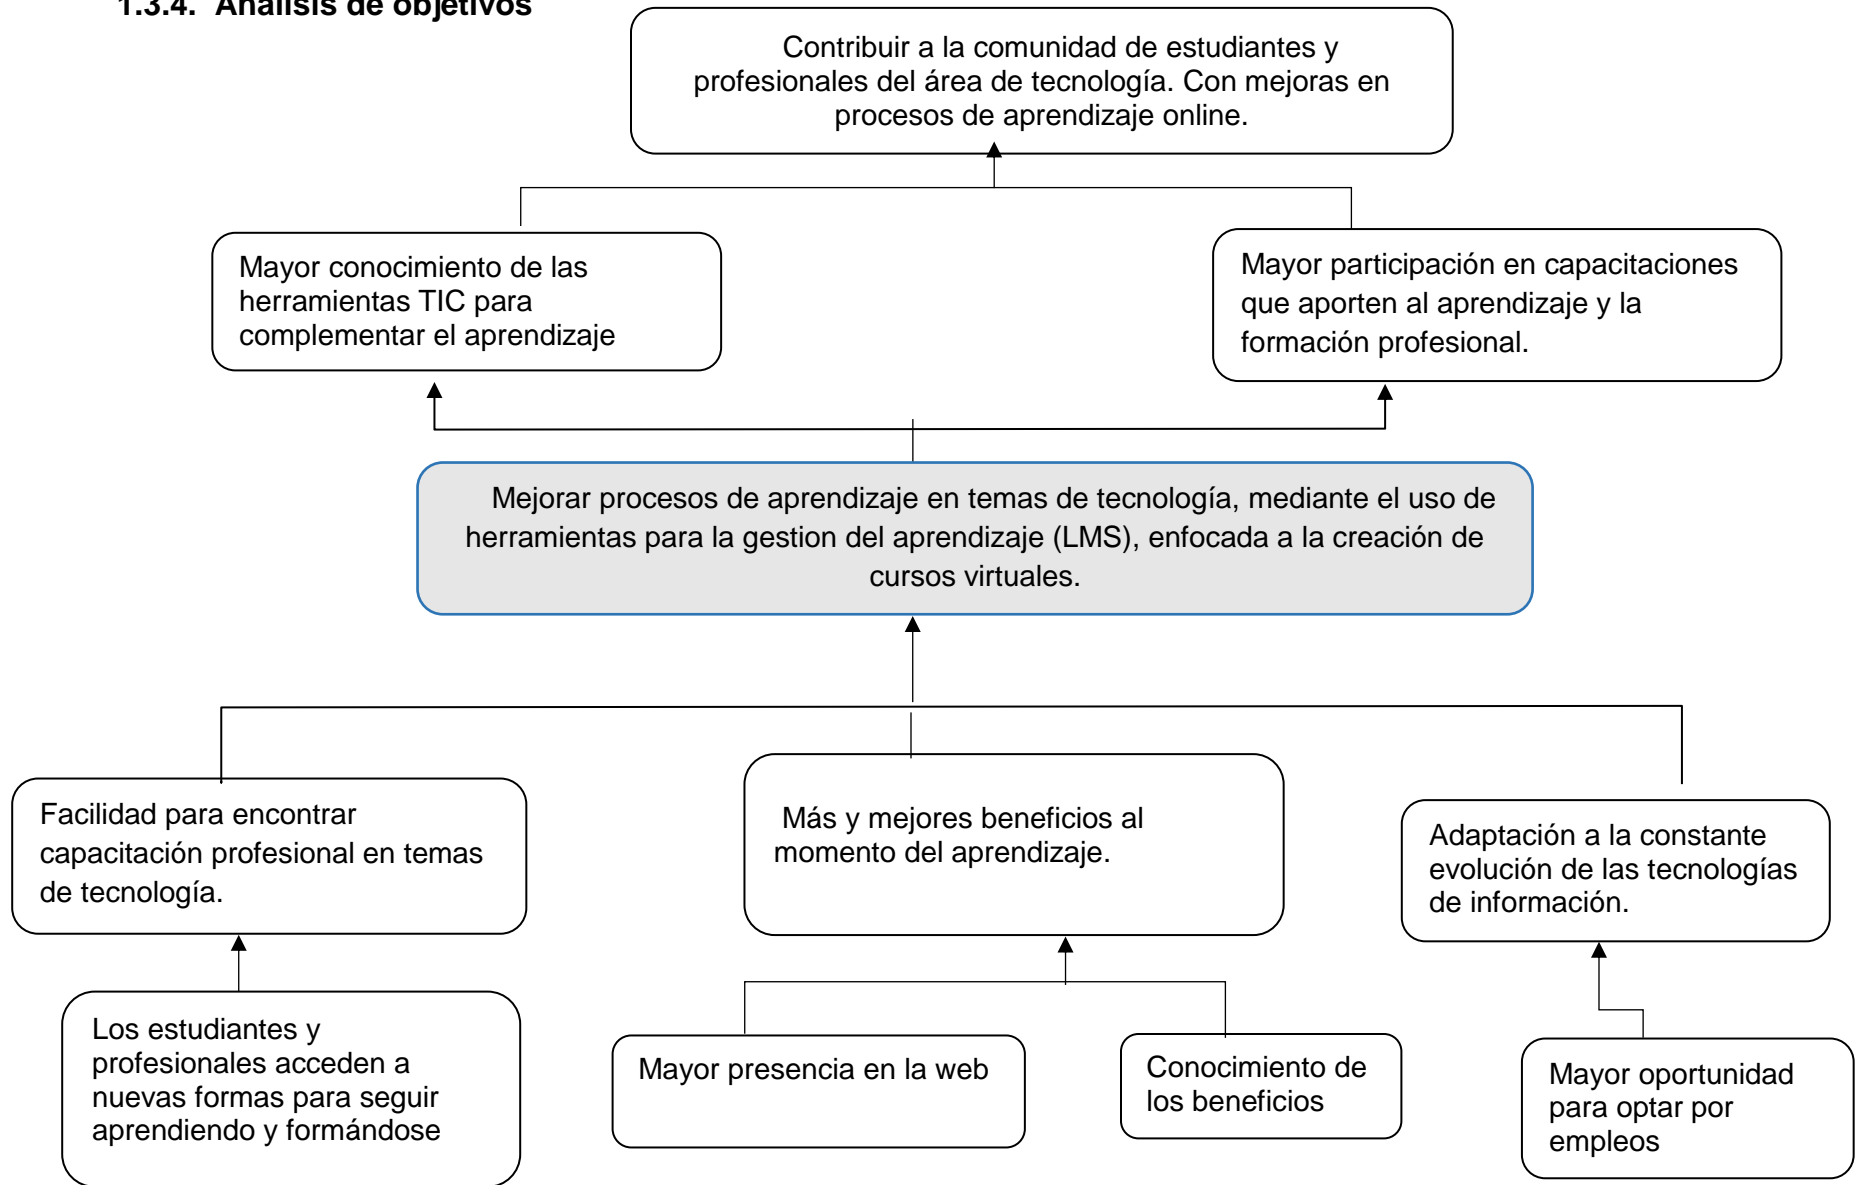 1.3.4. Análisis de objetivos
Contribuir a la comunidad de estudiantes y
profesionales del área de tecnología. Con mejoras en
procesos de aprendizaje online.
Mayor conocimiento de las
herramientas TIC para
complementar el aprendizaje
Mayor participación en capacitaciones
que aporten al aprendizaje y la
formación profesional.
Mejorar procesos de aprendizaje en temas de tecnología, mediante el uso de
herramientas para la gestion del aprendizaje (LMS), enfocada a la creación de
cursos virtuales.
Facilidad para encontrar
capacitación profesional en temas
de tecnología.
Más y mejores beneficios al
momento del aprendizaje.
Adaptación a la constante
evolución de las tecnologías
de información.
Los estudiantes y
profesionales acceden a
nuevas formas para seguir
aprendiendo y formándose
Mayor presencia en la web
Conocimiento de
los beneficios
Mayor oportunidad
para optar por
empleos